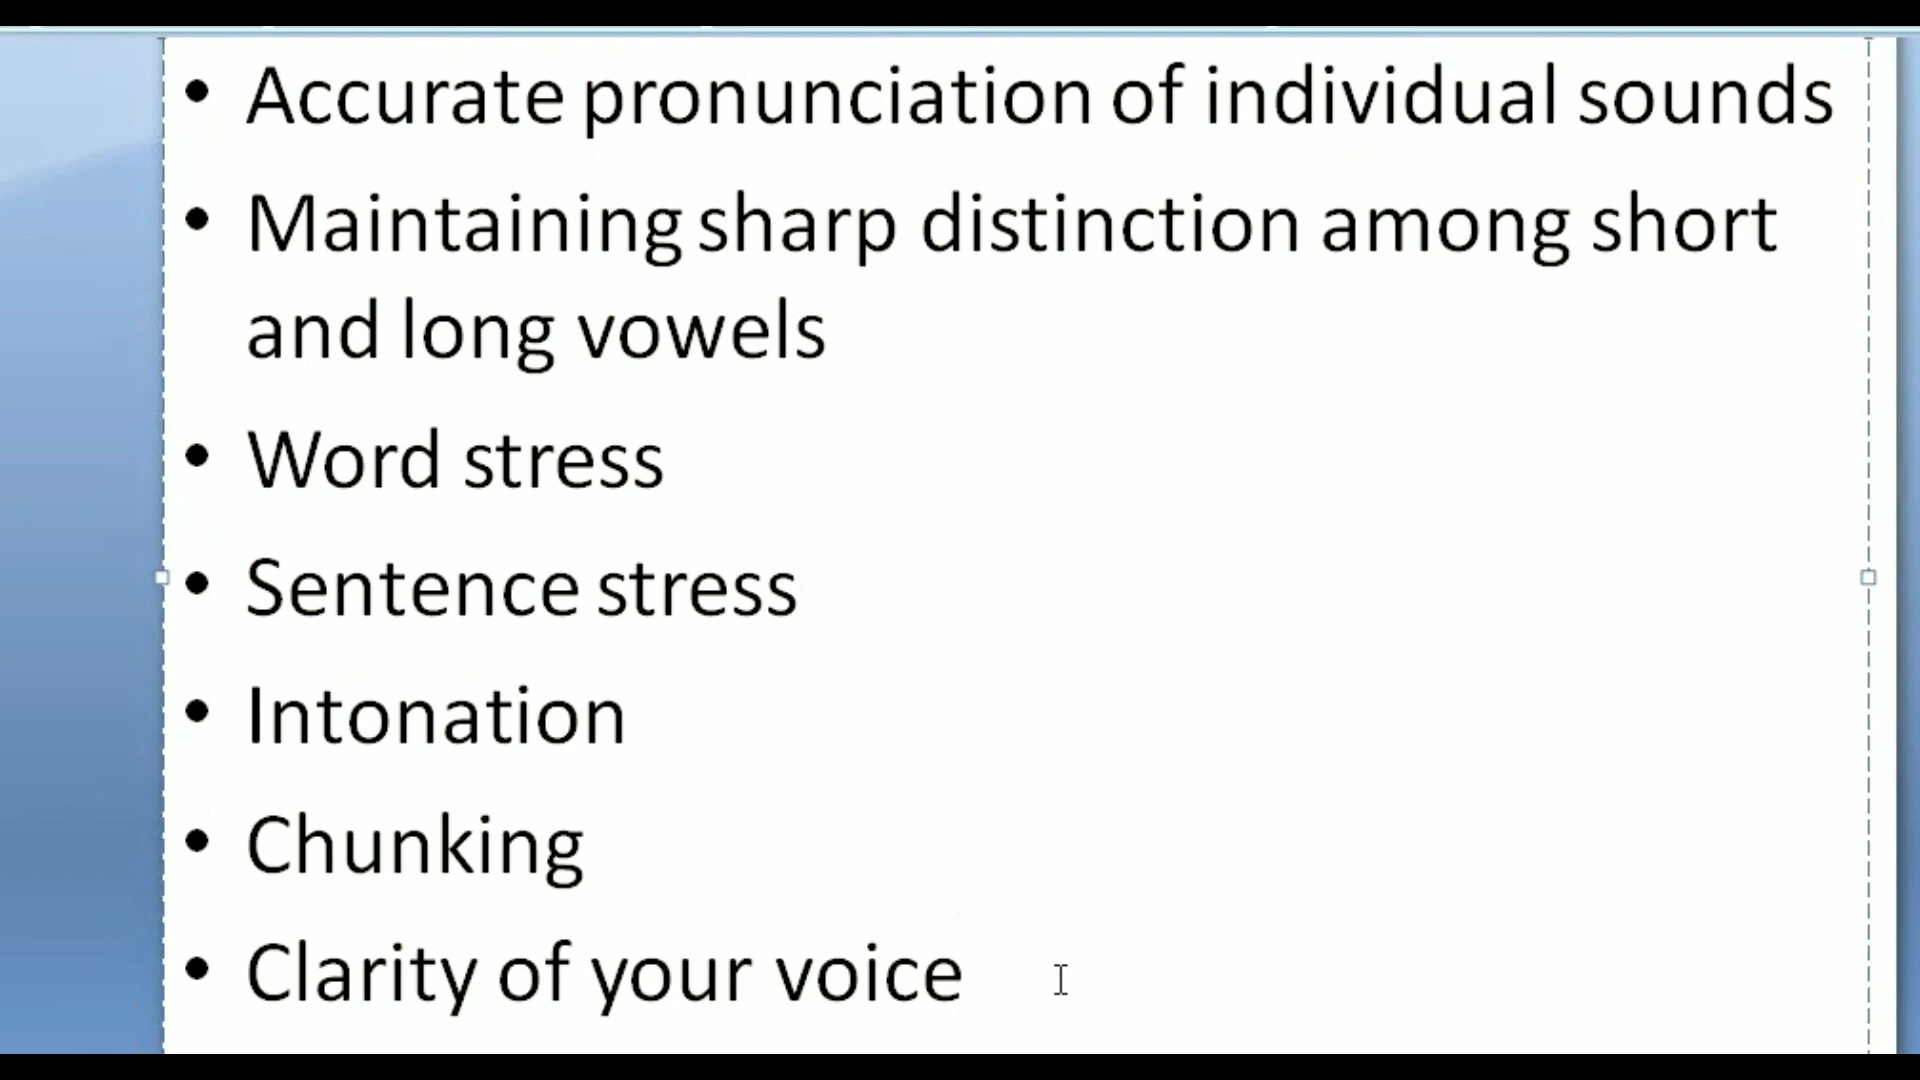 • Accurate pronunciation of individual sounds
• Maintaining sharp distinction among short
and long vowels
• Word stress
• Sentence stress
• Intonation
• Chunking
• Clarity of your voice